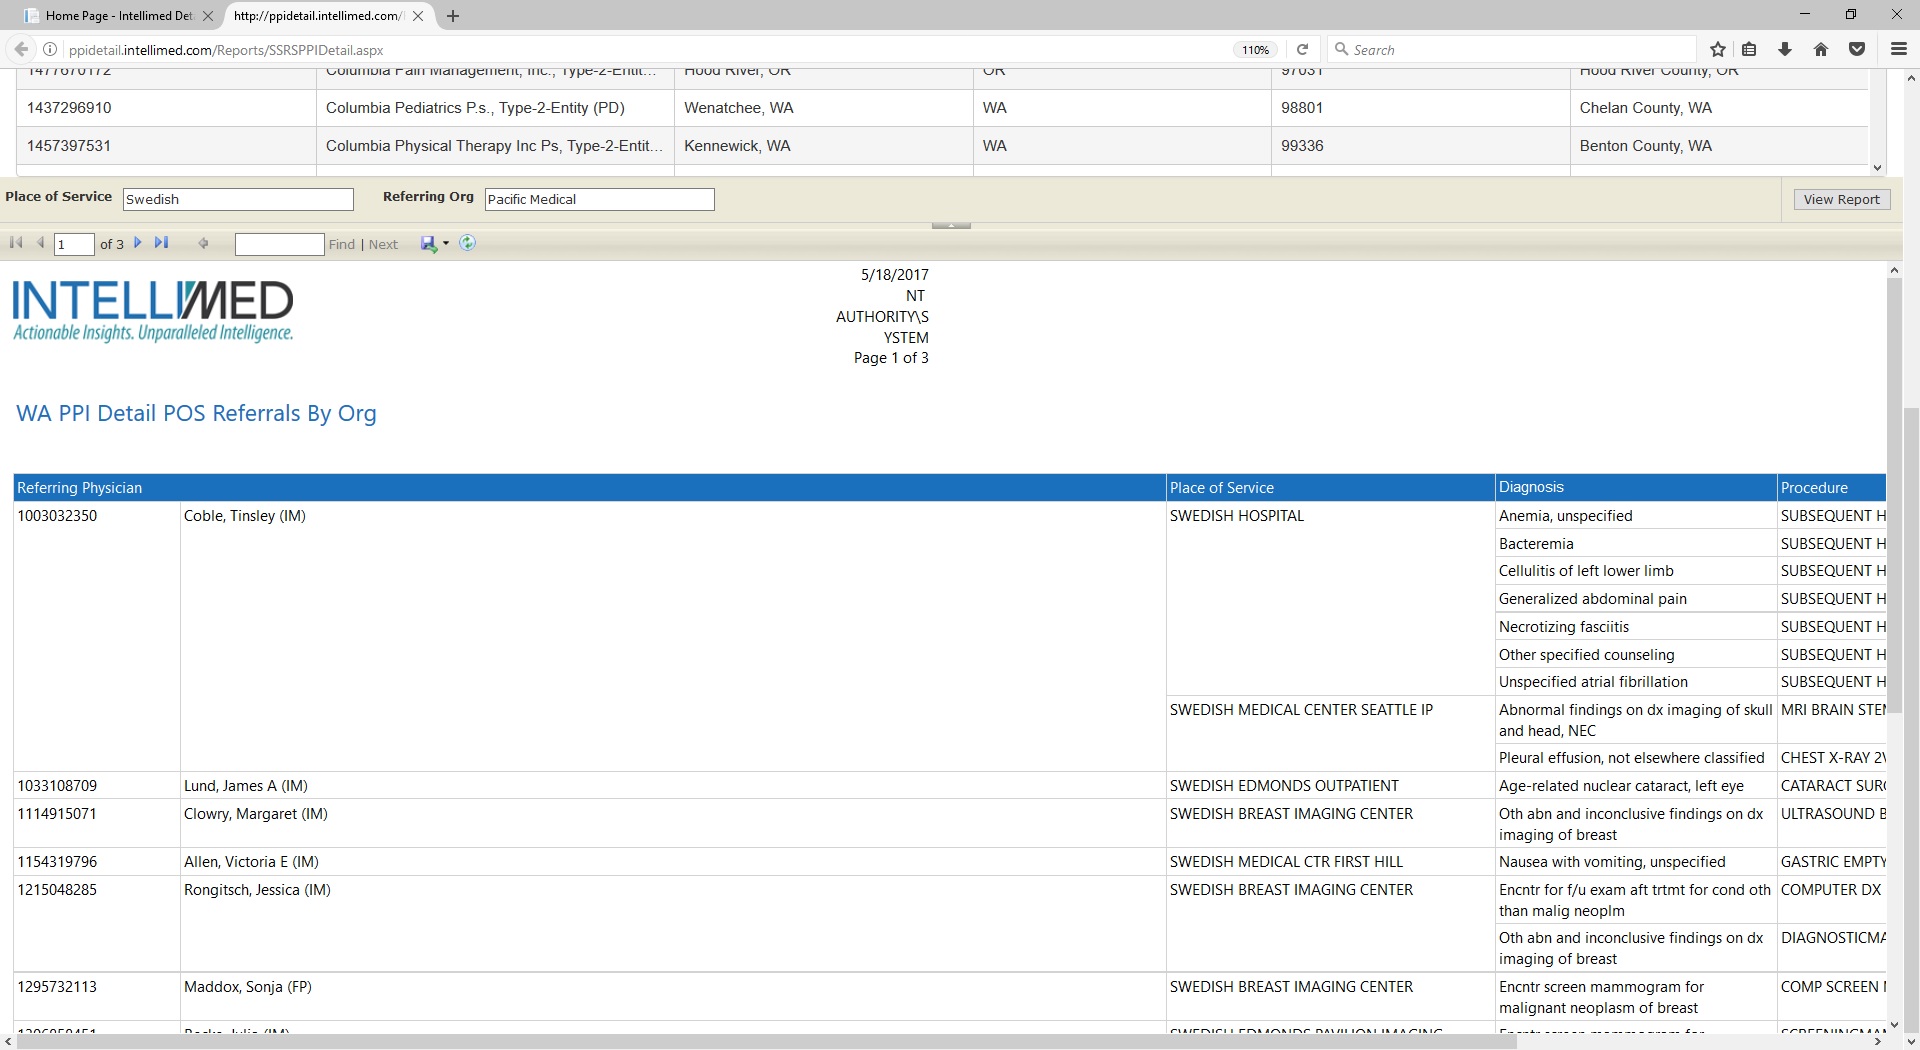 Home Page - Intellimed Det
http://ppidetail.intellimed.com/
ppidetail.intellimed.com/Reports/SSRSPPIDetail.aspx
110%
Search
1477670172 Columbia Pain Management, Inc., Type-2-Entit... Hood River, OR OR 97031 Hood River County, OR
1437296910 Columbia Pediatrics P.s., Type-2-Entity (PD) Wenatchee, WA WA 98801 Chelan County, WA
1457397531 Columbia Physical Therapy Inc Ps, Type-2-Entit... Kennewick, WA WA 99336 Benton County, WA
Place of Service Swedish Referring Org Pacific Medical View Report
1 of 3 Find | Next
INTELLIMED
Actionable Insights. Unparalleled Intelligence.
5/18/2017
NT
AUTHORITY\S
YSTEM
Page 1 of 3
WA PPI Detail POS Referrals By Org
Referring Physician Place of Service Diagnosis Procedure
1003032350 Coble, Tinsley (IM) SWEDISH HOSPITAL Anemia, unspecified SUBSEQUENT H
Bacteremia SUBSEQUENT H
Cellulitis of left lower limb SUBSEQUENT H
Generalized abdominal pain SUBSEQUENT H
Necrotizing fasciitis SUBSEQUENT H
Other specified counseling SUBSEQUENT H
Unspecified atrial fibrillation SUBSEQUENT H
SWEDISH MEDICAL CENTER SEATTLE IP Abnormal findings on dx imaging of skull MRI BRAIN STEM
and head, NEC
Pleural effusion, not elsewhere classified CHEST X-RAY 2V
1033108709 Lund, James A (IM) SWEDISH EDMONDS OUTPATIENT Age-related nuclear cataract, left eye CATARACT SURG
1114915071 Clowry, Margaret (IM) SWEDISH BREAST IMAGING CENTER Oth abn and inconclusive findings on dx ULTRASOUND B
imaging of breast
1154319796 Allen, Victoria E (IM) SWEDISH MEDICAL CTR FIRST HILL Nausea with vomiting, unspecified GASTRIC EMPTY
1215048285 Rongitsch, Jessica (IM) SWEDISH BREAST IMAGING CENTER Encntr for f/u exam aft trtmt for cond oth COMPUTER DX
than malig neoplm
Oth abn and inconclusive findings on dx DIAGNOSTICMA
imaging of breast
1295732113 Maddox, Sonja (FP) SWEDISH BREAST IMAGING CENTER Encntr screen mammogram for COMP SCREEN
malignant neoplasm of breast
SWEDISH EDMONDS PAVILION IMAGING Encntr screen mammogram for SCREENINGMA